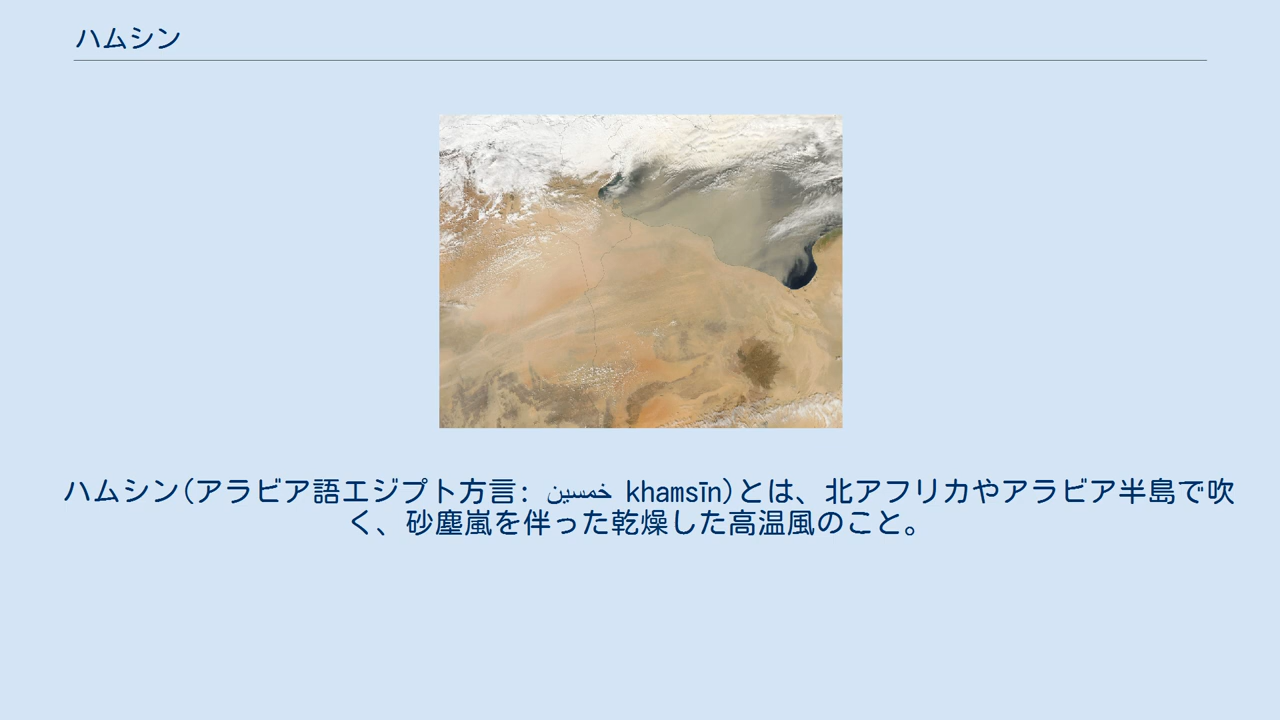 ハムシン
ハムシン(アラビア語エジプト方言: خمسين khamsīn)とは、北アフリカやアラビア半島で吹
く、砂塵嵐を伴った乾燥した高温風のこと。